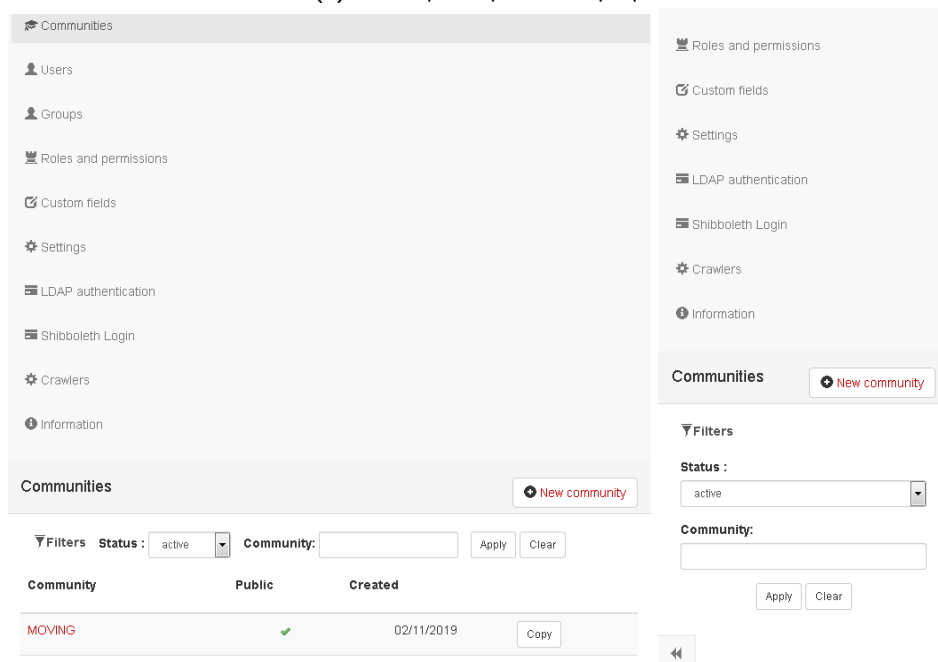 Communities
Users
Groups
Roles and permissions
Custom fields
Settings
LDAP authentication
Shibboleth Login
Crawlers
Information
Communities
New community
Filters Status : active Community: Apply Clear
Community Public Created
MOVING 02/11/2019 Copy
Roles and permissions
Custom fields
Settings
LDAP authentication
Shibboleth Login
Crawlers
Information
Communities
New community
Filters
Status :
active
Community:
Apply Clear